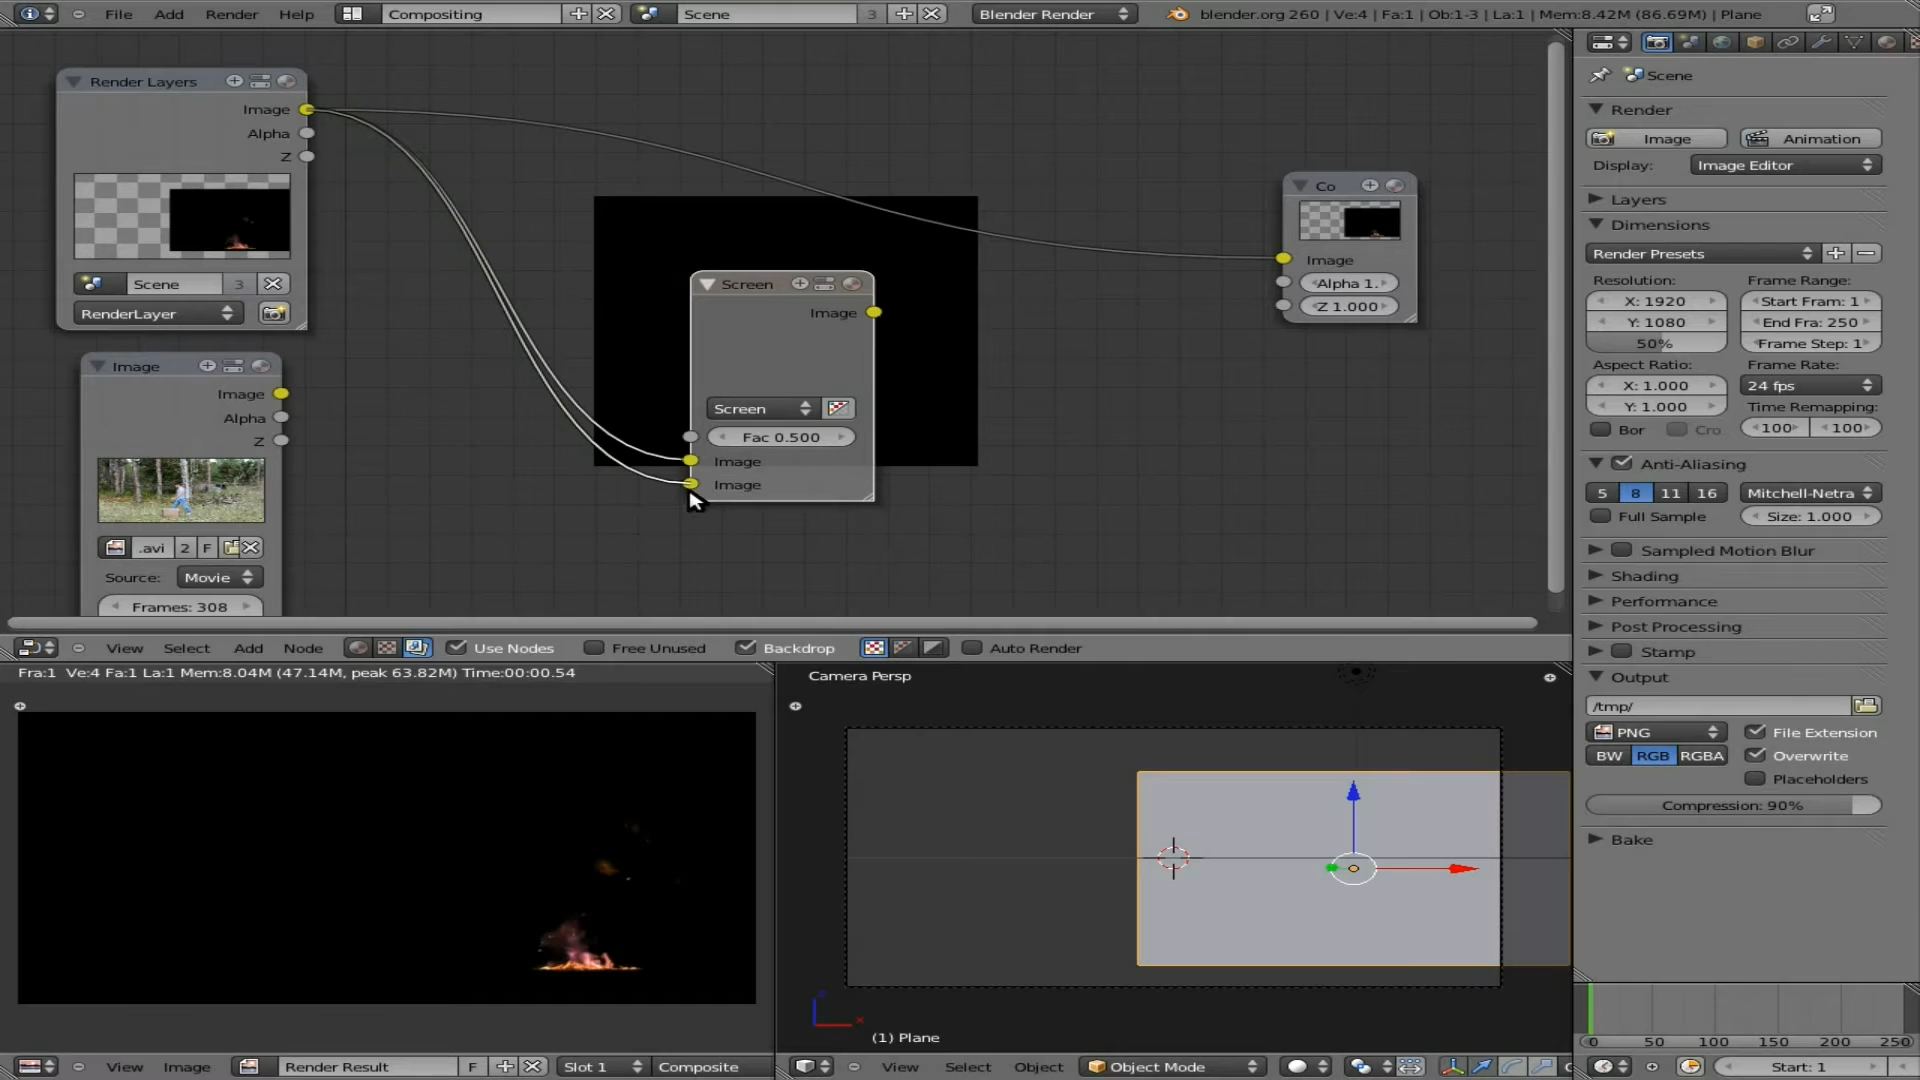 File Add Render Help Compositing Scene 3 Blender Render blender.org 260 | Ve:4 | Fa:1 | Ob:1-3 | La:1 | Mem:8.42M (86.69M) | Plane
Render Layers
Image
Alpha
Z
Scene 3
RenderLayer
Image
Image
Alpha
Z
.avi 2 F
Source: Movie
Frames: 308
Screen
Image
Screen
Fac 0.500
Image
Image
Co
Image
Alpha 1.
Z 1.000
View Select Add Node Use Nodes Free Unused Backdrop Auto Render
Fra:1 Ve:4 Fa:1 La:1 Mem:8.04M (47.14M, peak 63.82M) Time:00:00.54
View Image Render Result F Slot 1 Composite
Camera Persp
(1) Plane
View Select Object Object Mode
Scene
Render
Image Animation
Display: Image Editor
Layers
Dimensions
Render Presets
Resolution: Frame Range:
X: 1920 Start Fram: 1
Y: 1080 End Fra: 250
50% Frame Step: 1
Aspect Ratio: Frame Rate:
X: 1.000 24 fps
Y: 1.000 Time Remapping:
Bor Cro 100 100
Anti-Aliasing
5 8 11 16 Mitchell-Netra
Full Sample Size: 1.000
Sampled Motion Blur
Shading
Performance
Post Processing
Stamp
Output
/tmp/
PNG File Extension
BW RGB RGBA Overwrite
Placeholders
Compression: 90%
Bake
0 50 100 150 200 250
Start: 1